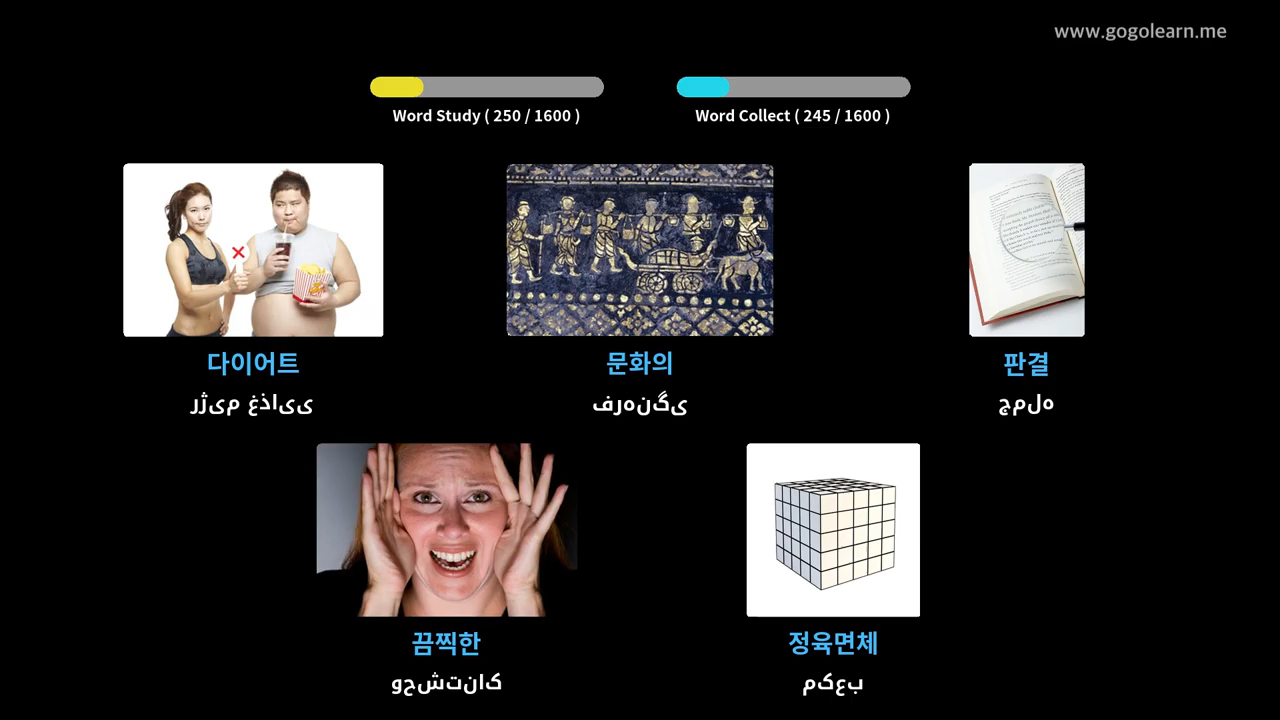 www.gogolearn.me
Word Study ( 250 / 1600 )
Word Collect ( 245 / 1600 )
다이어트
ییاذغ میژر
문화의
یگنهرف
판결
هلمج
끔찍한
کانتشحو
정육면체
بعکم